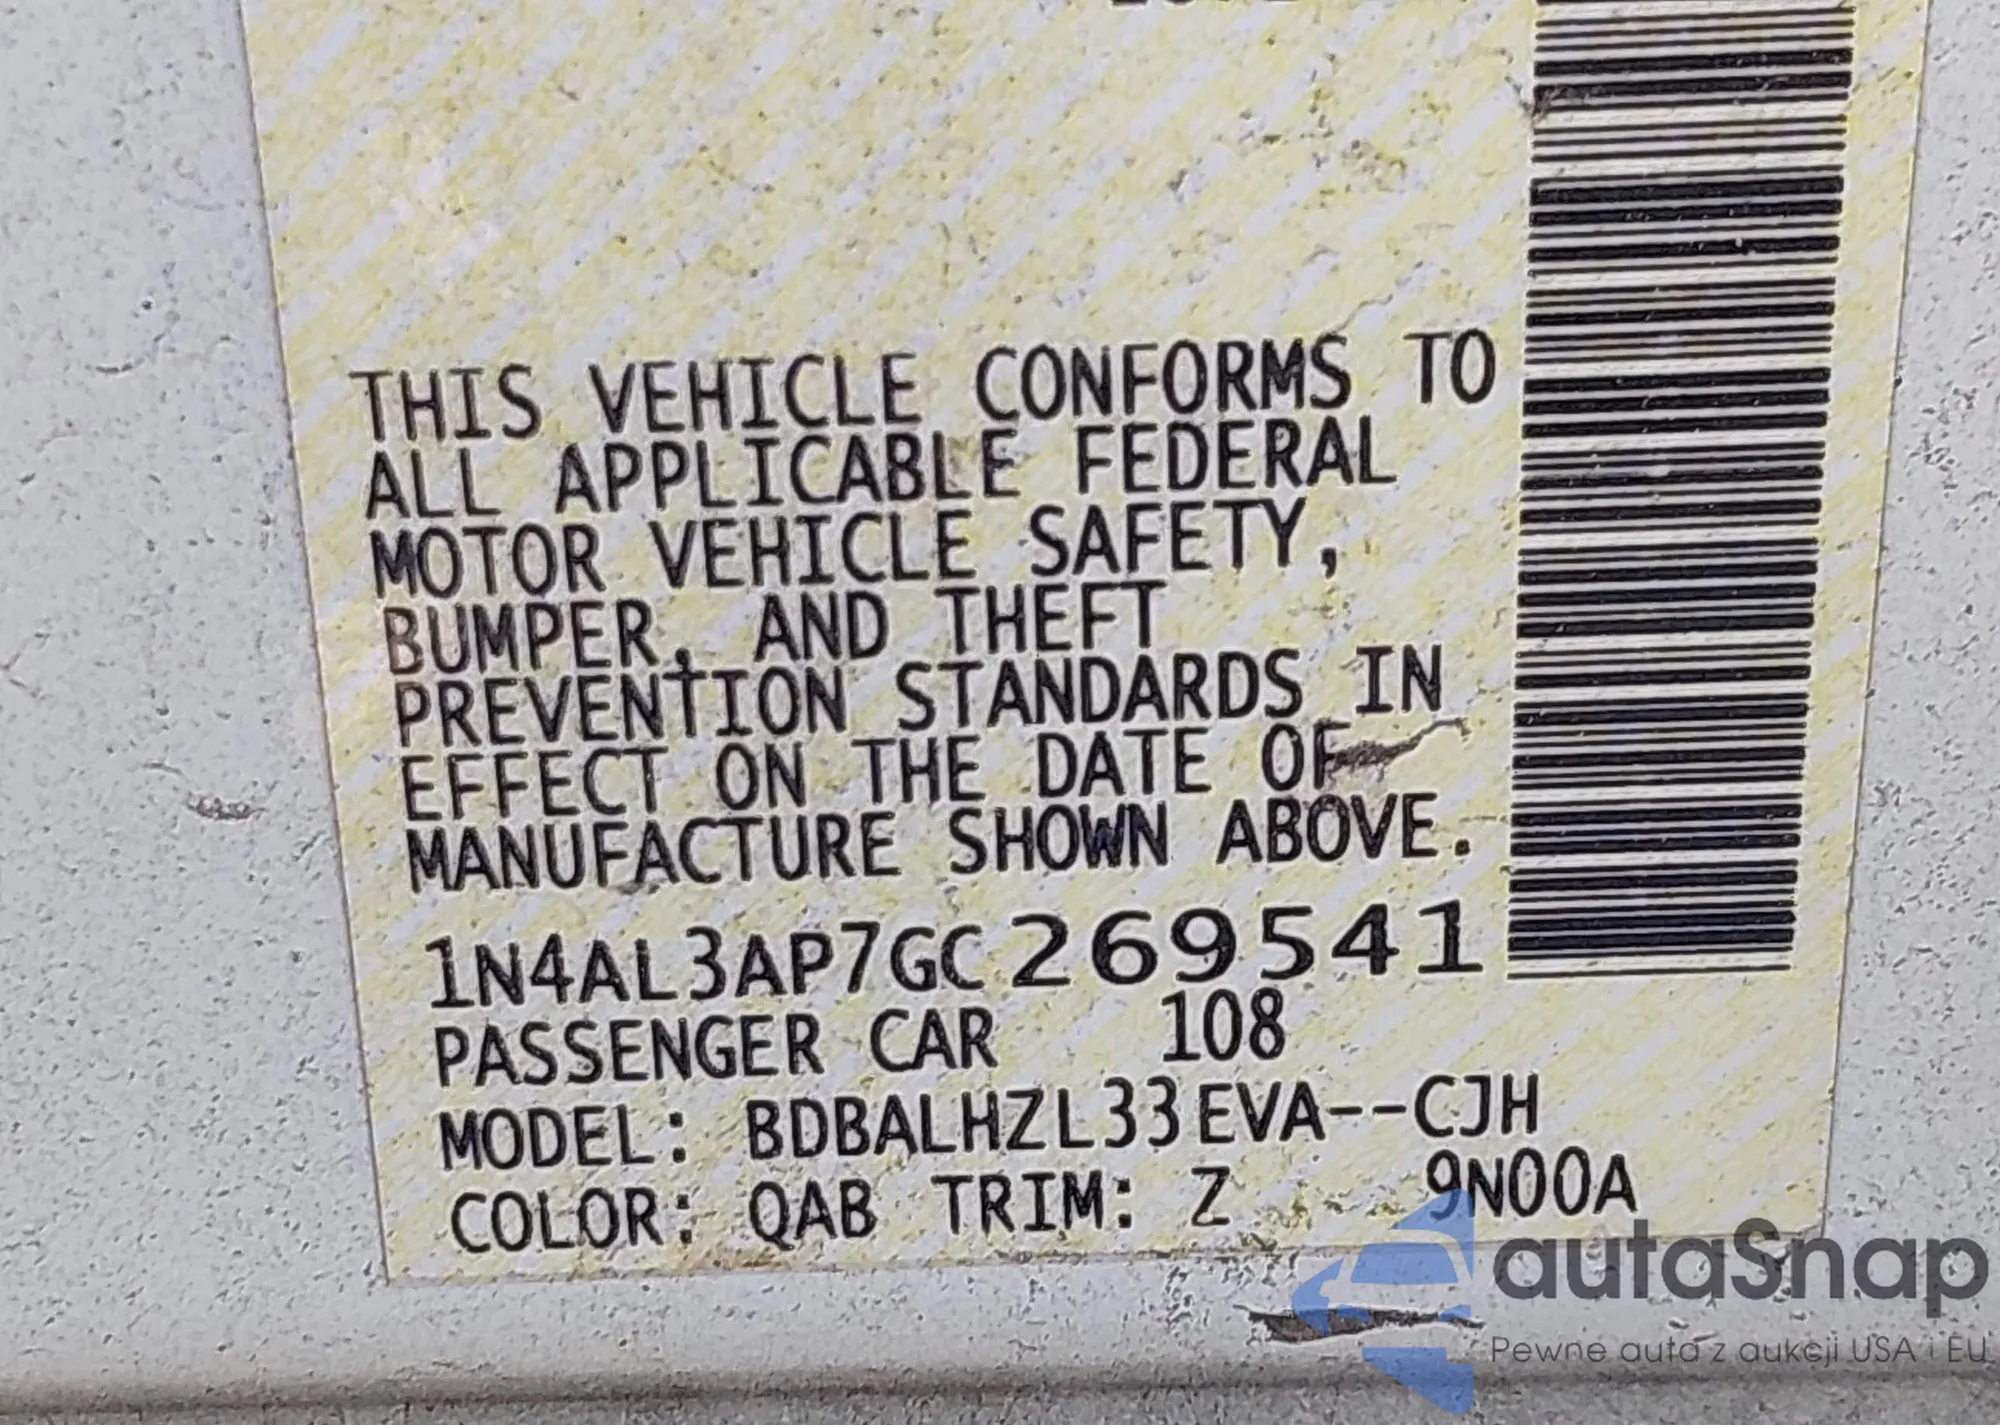 THIS VEHICLE CONFORMS TO
ALL APPLICABLE FEDERAL
MOTOR VEHICLE SAFETY,
BUMPER, AND THEFT
PREVENTION STANDARDS IN
EFFECT ON THE DATE OF
MANUFACTURE SHOWN ABOVE.
1N4AL3AP7GC269541
PASSENGER CAR 108
MODEL: BDBALHZL33EVA--CJH
COLOR: QAB TRIM: Z 9N00A
autaSnap
Pewne auta z aukcji USA i EU